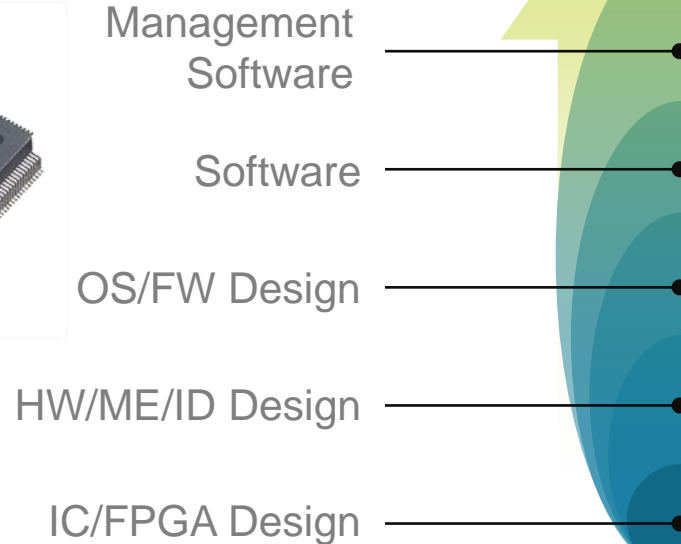 Management
Software
Software
OS/FW Design
HW/ME/ID Design
IC/FPGA Design